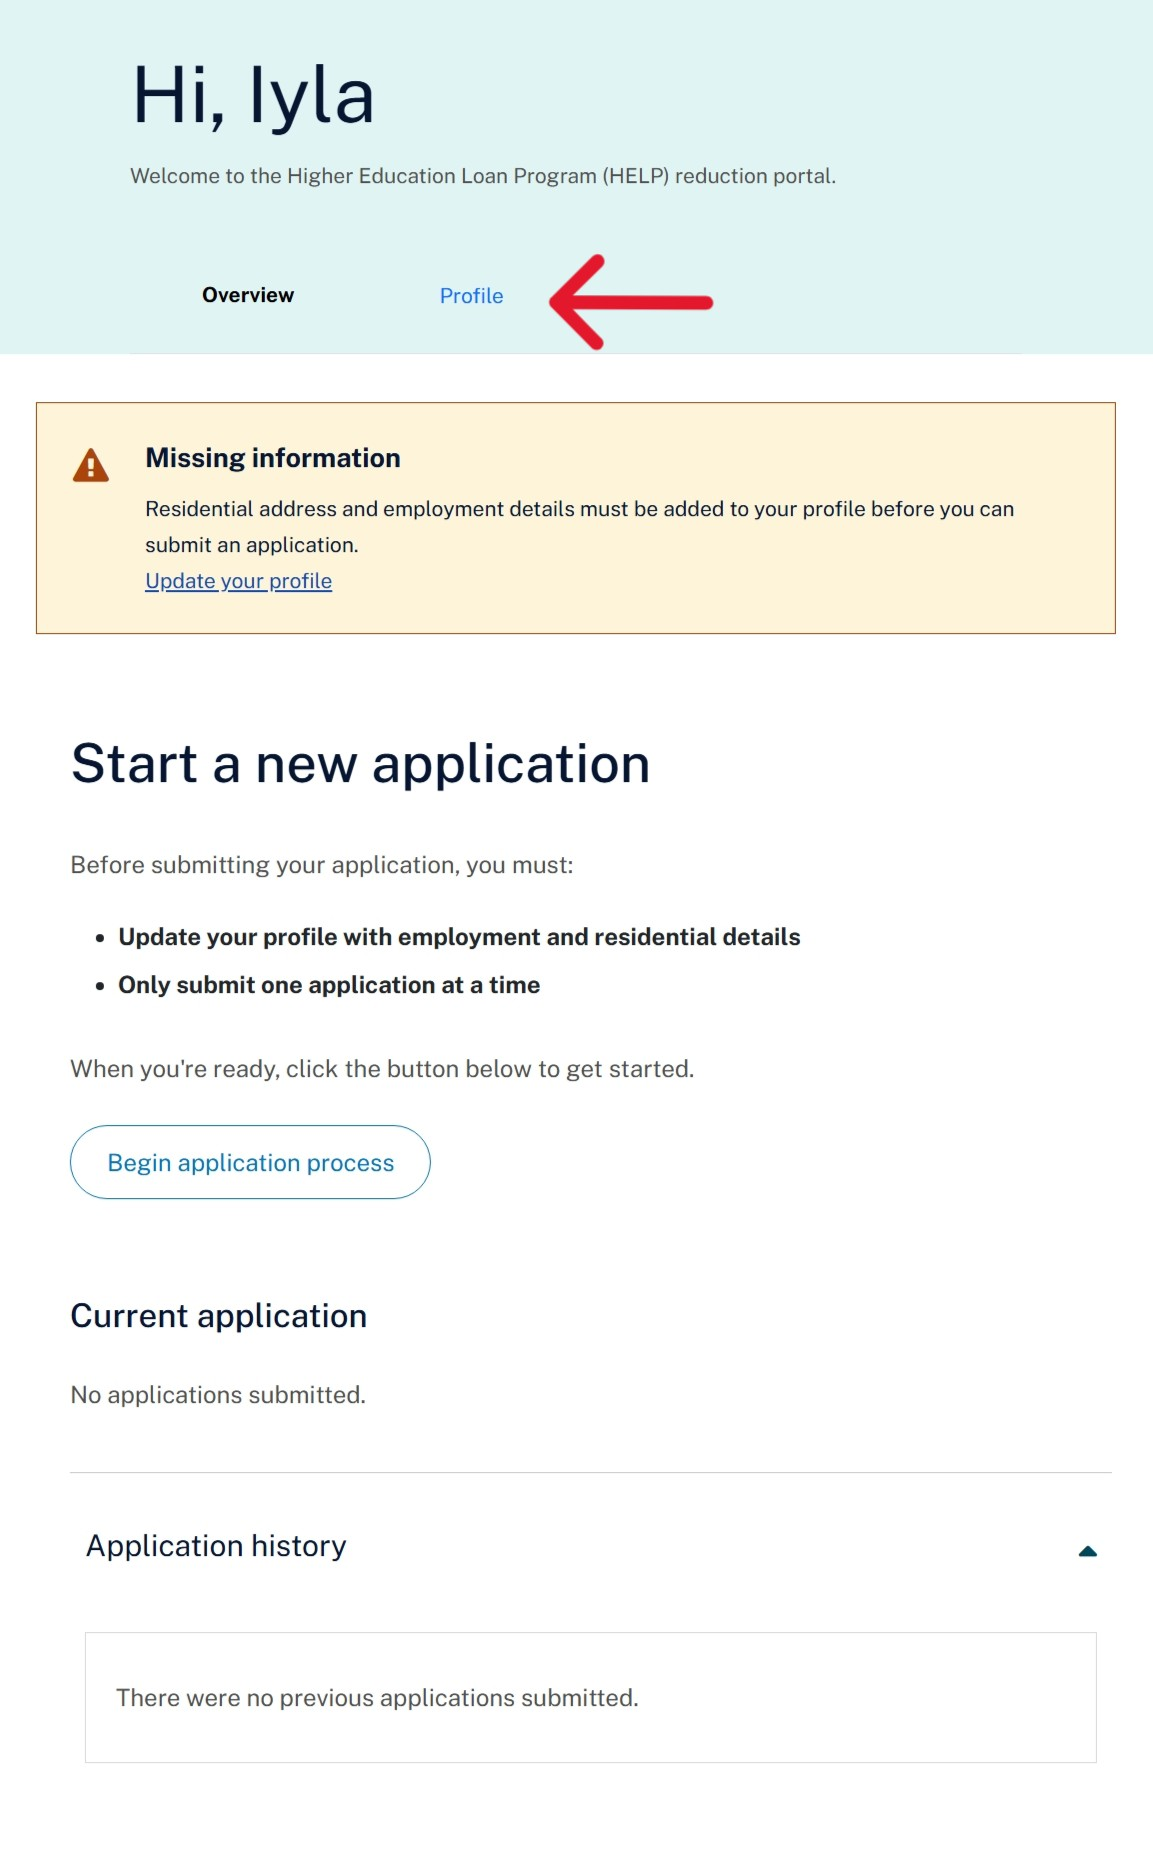 Hi, Iyla
Welcome to the Higher Education Loan Program (HELP) reduction portal.
Overview
Profile
Missing information
Residential address and employment details must be added to your profile before you can
submit an application.
Update your profile
Start a new application
Before submitting your application, you must:
• Update your profile with employment and residential details
• Only submit one application at a time
When you're ready, click the button below to get started.
Begin application process
Current application
No applications submitted.
Application history
There were no previous applications submitted.